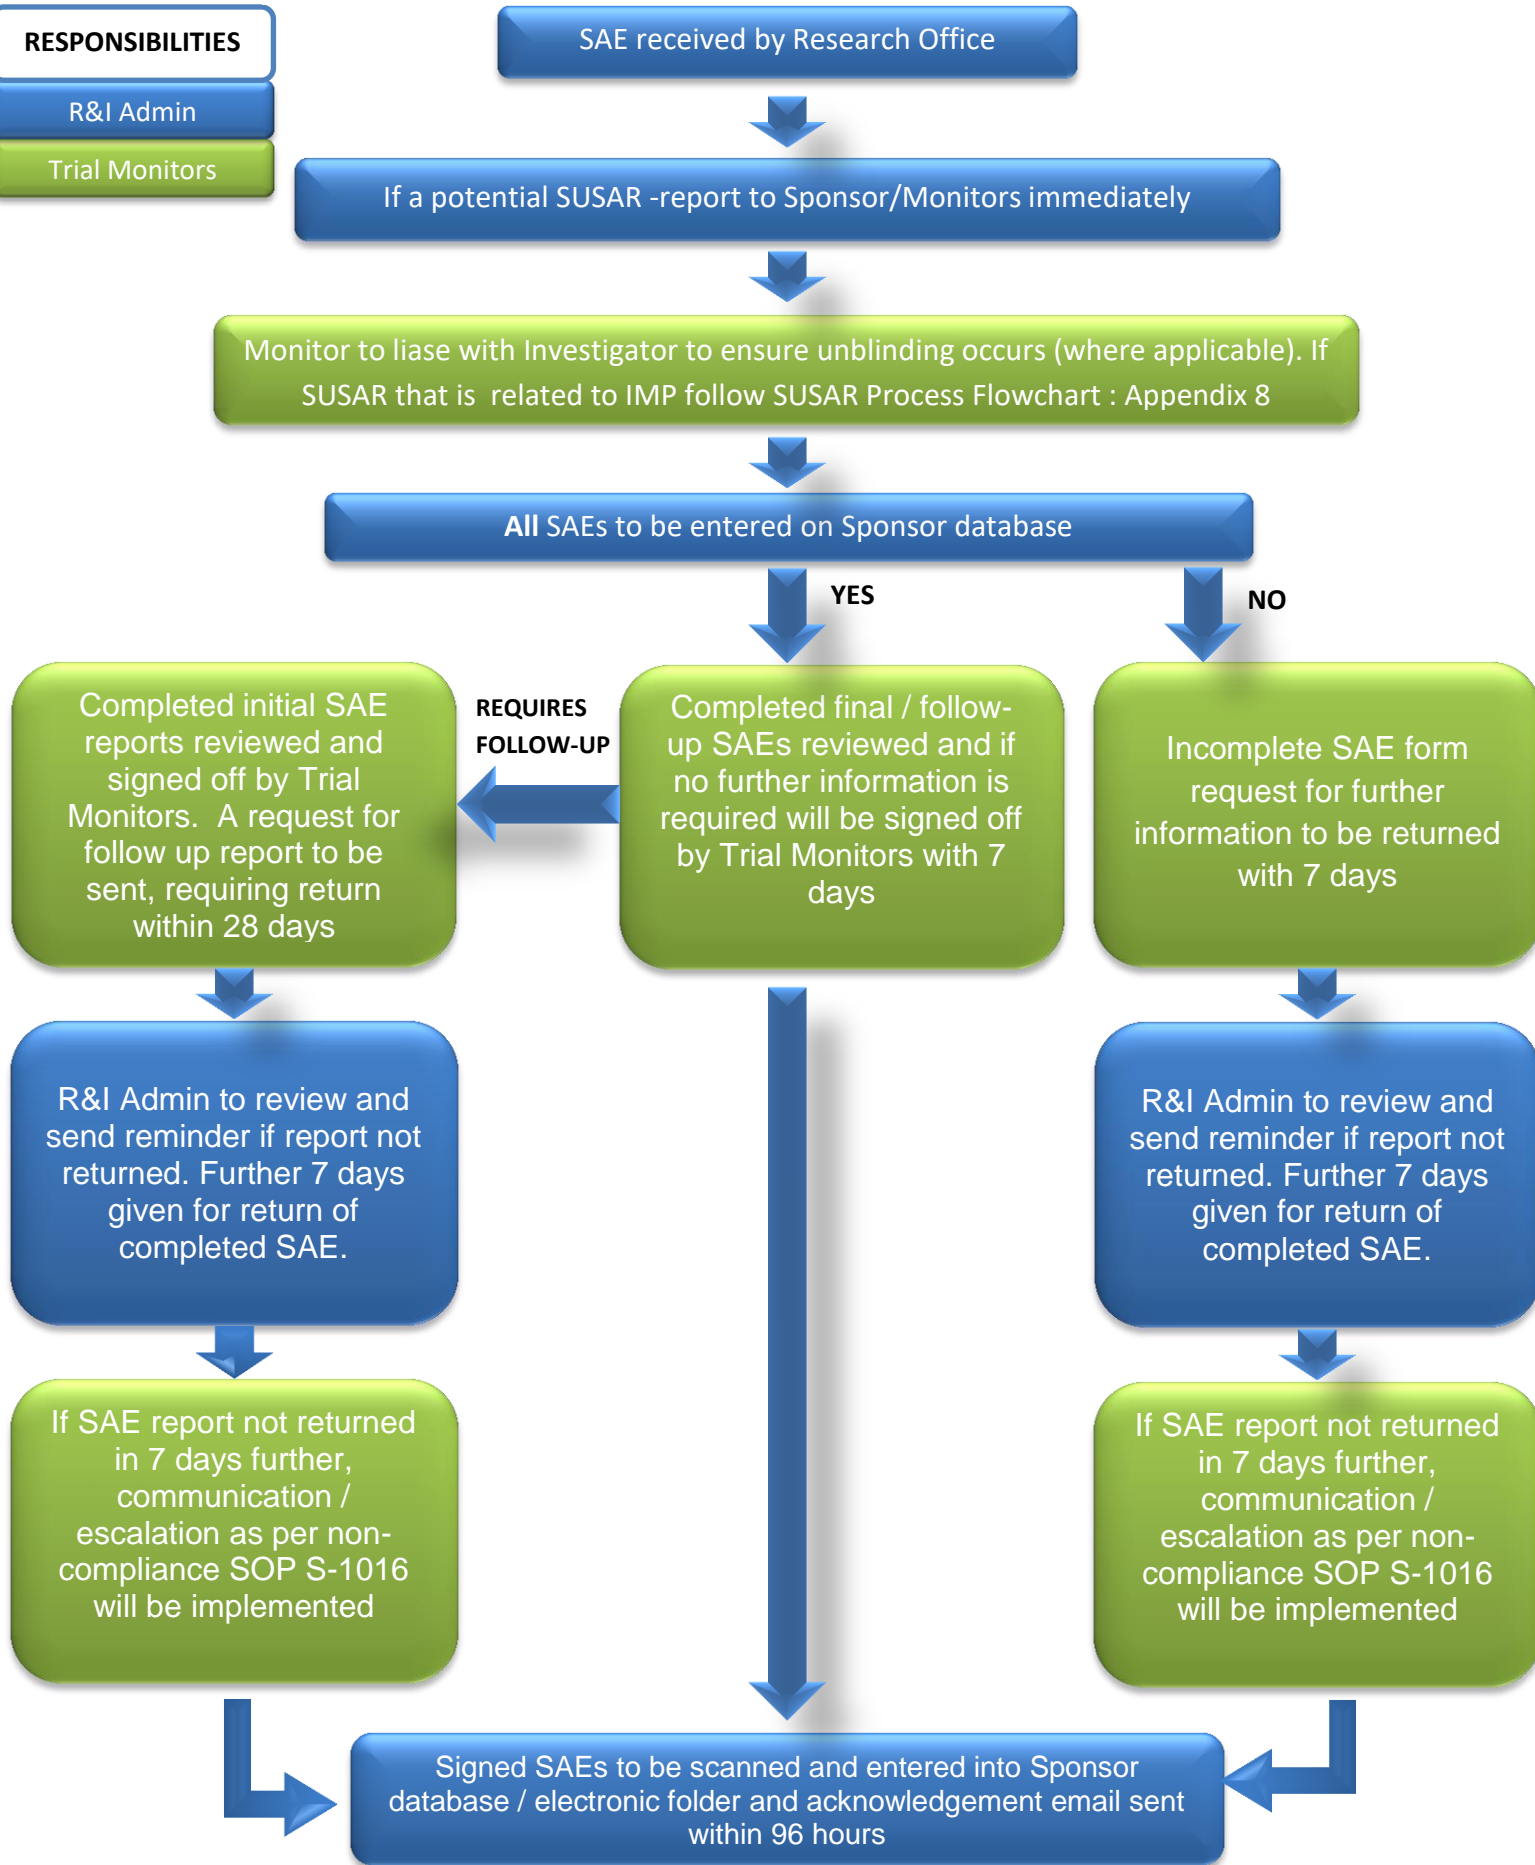 RESPONSIBILITIES
R&I Admin
Trial Monitors
SAE received by Research Office
If a potential SUSAR -report to Sponsor/Monitors immediately
Monitor to liase with Investigator to ensure unblinding occurs (where applicable). If
SUSAR that is related to IMP follow SUSAR Process Flowchart : Appendix 8
All SAEs to be entered on Sponsor database
YES
NO
Completed initial SAE
reports reviewed and
signed off by Trial
Monitors. A request for
follow up report to be
sent, requiring return
within 28 days
REQUIRES
FOLLOW-UP
Completed final / follow-
up SAEs reviewed and if
no further information is
required will be signed off
by Trial Monitors with 7
days
Incomplete SAE form
request for further
information to be returned
with 7 days
R&I Admin to review and
send reminder if report not
returned. Further 7 days
given for return of
completed SAE.
R&I Admin to review and
send reminder if report not
returned. Further 7 days
given for return of
completed SAE.
If SAE report not returned
in 7 days further,
communication /
escalation as per non-
compliance SOP S-1016
will be implemented
If SAE report not returned
in 7 days further,
communication /
escalation as per non-
compliance SOP S-1016
will be implemented
Signed SAEs to be scanned and entered into Sponsor
database / electronic folder and acknowledgement email sent
within 96 hours